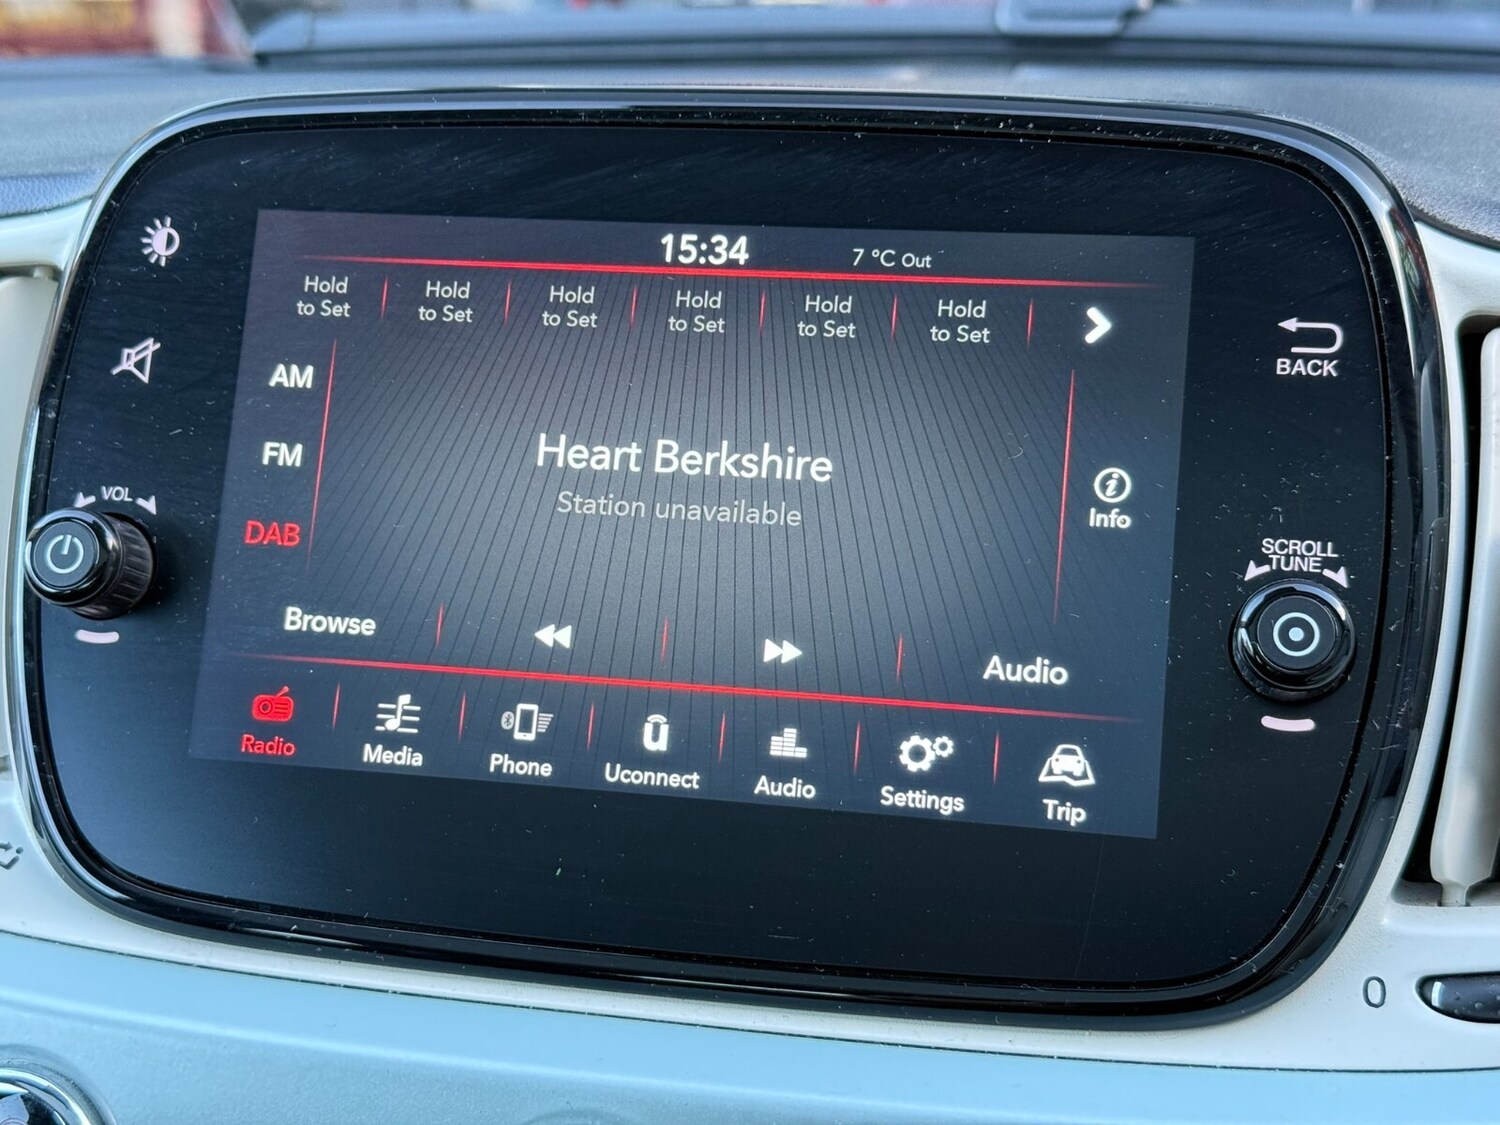 15:34
7 °C Out
Hold to Set
Hold to Set
Hold to Set
Hold to Set
Hold to Set
Hold to Set
AM
FM
DAB
Heart Berkshire
Station unavailable
Info
Browse
Audio
Radio
Media
Phone
Uconnect
Audio
Settings
Trip
VOL
BACK
SCROLL
TUNE
0